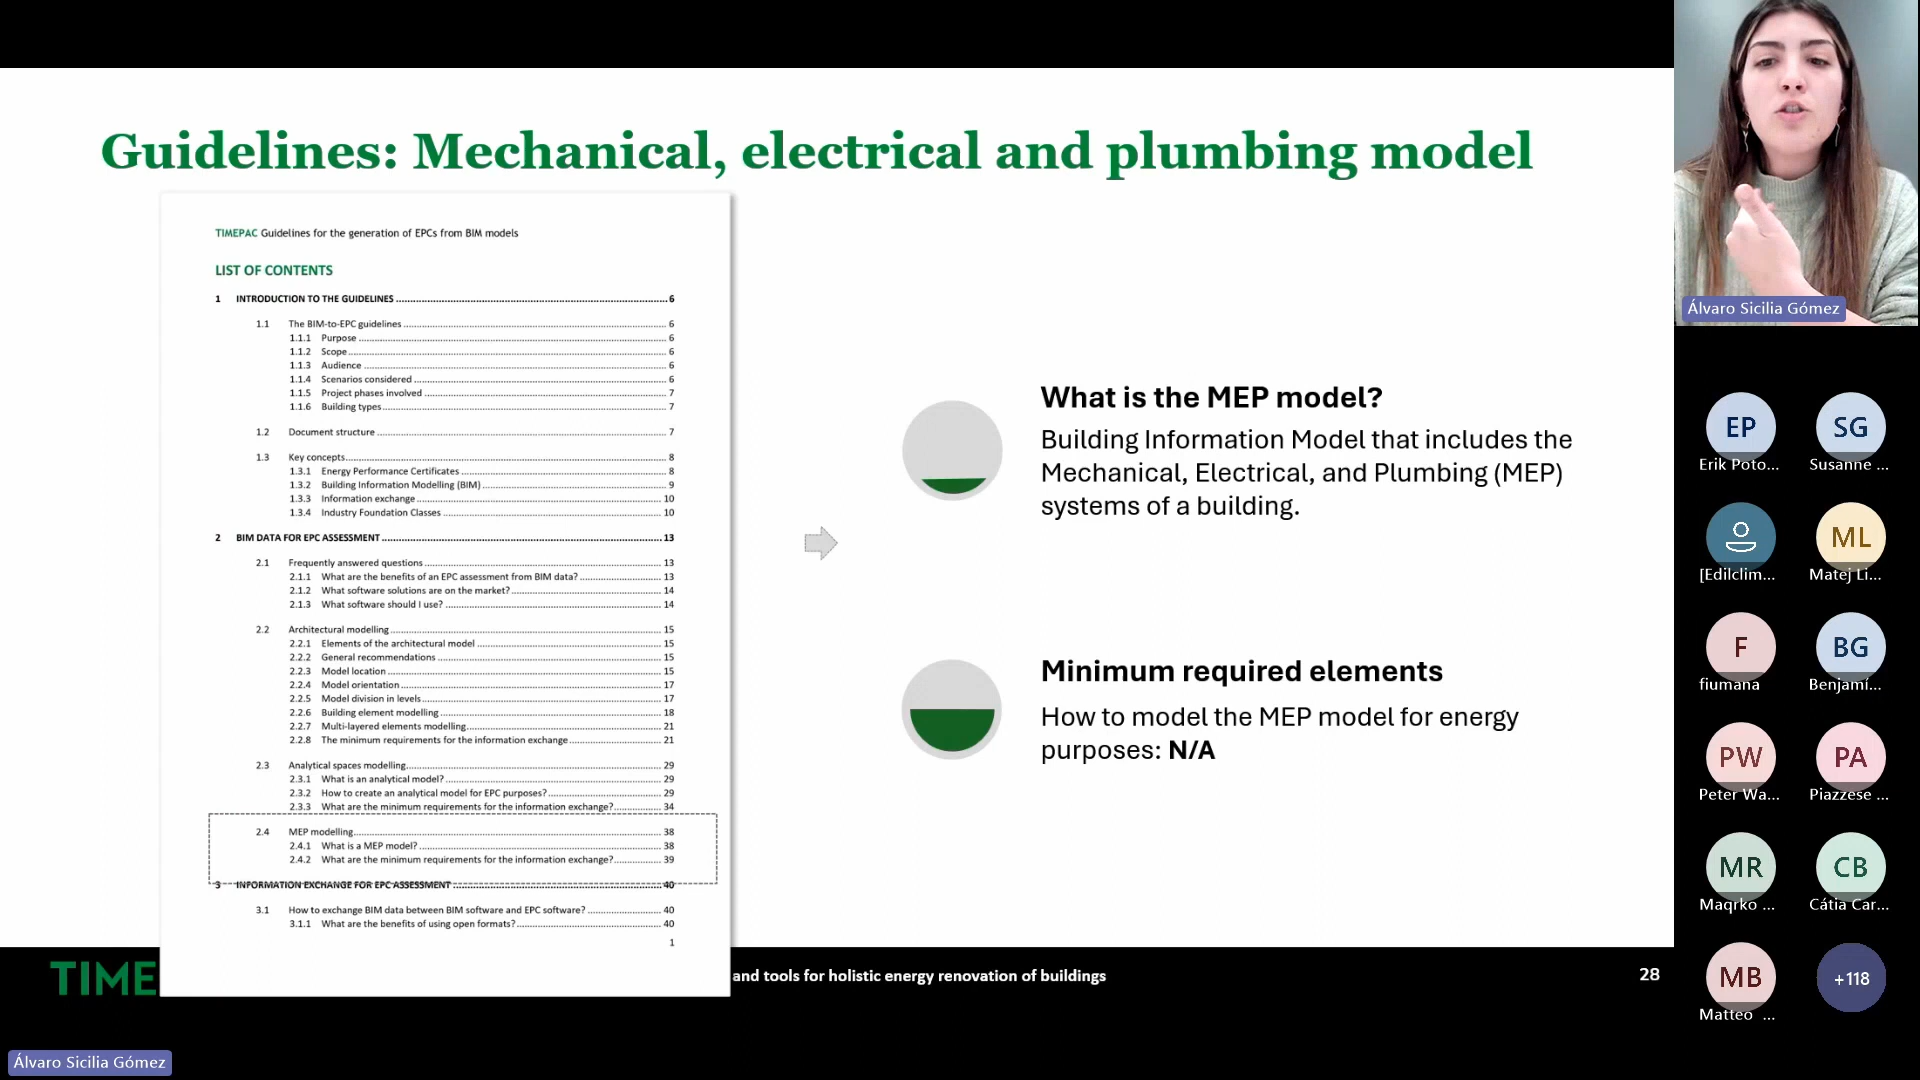 Guidelines: Mechanical, electrical and plumbing model
TIMEPAC Guidelines for the generation of EPCs from BIM models
LIST OF CONTENTS
1 INTRODUCTION TO THE GUIDELINES 6
1.1 The BIM-to-EPC guidelines 6
1.1.1 Purpose 6
1.1.2 Scope 6
1.1.3 Audience 6
1.1.4 Scenarios considered 6
1.1.5 Project phases involved 7
1.1.6 Building types 7
1.2 Document structure 7
1.3 Key concepts 8
1.3.1 Energy Performance Certificates 8
1.3.2 Building Information Modelling (BIM) 9
1.3.3 Information exchange 10
1.3.4 Industry Foundation Classes 10
2 BIM DATA FOR EPC ASSESSMENT 13
2.1 Frequently answered questions 13
2.1.1 What are the benefits of an EPC assessment from BIM data? 13
2.1.2 What software solutions are on the market? 14
2.1.3 What software should I use? 14
2.2 Architectural modelling 15
2.2.1 Elements of the architectural model 15
2.2.2 General recommendations 15
2.2.3 Model location 15
2.2.4 Model orientation 17
2.2.5 Model division in levels 17
2.2.6 Building element modelling 18
2.2.7 Multi-layered elements modelling 21
2.2.8 The minimum requirements for the information exchange 21
2.3 Analytical spaces modelling 29
2.3.1 What is an analytical model? 29
2.3.2 How to create an analytical model for EPC purposes? 29
2.3.3 What are the minimum requirements for the information exchange? 34
2.4 MEP modelling 38
2.4.1 What is a MEP model? 38
2.4.2 What are the minimum requirements for the information exchange? 39
3 INFORMATION EXCHANGE FOR EPC ASSESSMENT 40
3.1 How to exchange BIM data between BIM software and EPC software? 40
3.1.1 What are the benefits of using open formats? 40
1
What is the MEP model?
Building Information Model that includes the
Mechanical, Electrical, and Plumbing (MEP)
systems of a building.
Minimum required elements
How to model the MEP model for energy
purposes: N/A
TIME
and tools for holistic energy renovation of buildings
28
Álvaro Sicilia Gómez
EP SG
Erik Poto... Susanne ...
ML
[Edilclim... Matej Li...
F BG
fiumana Benjamí...
PW PA
Peter Wa... Piazzese ...
MR CB
Maqrko ... Cátia Car...
MB +118
Matteo ...
Álvaro Sicilia Gómez